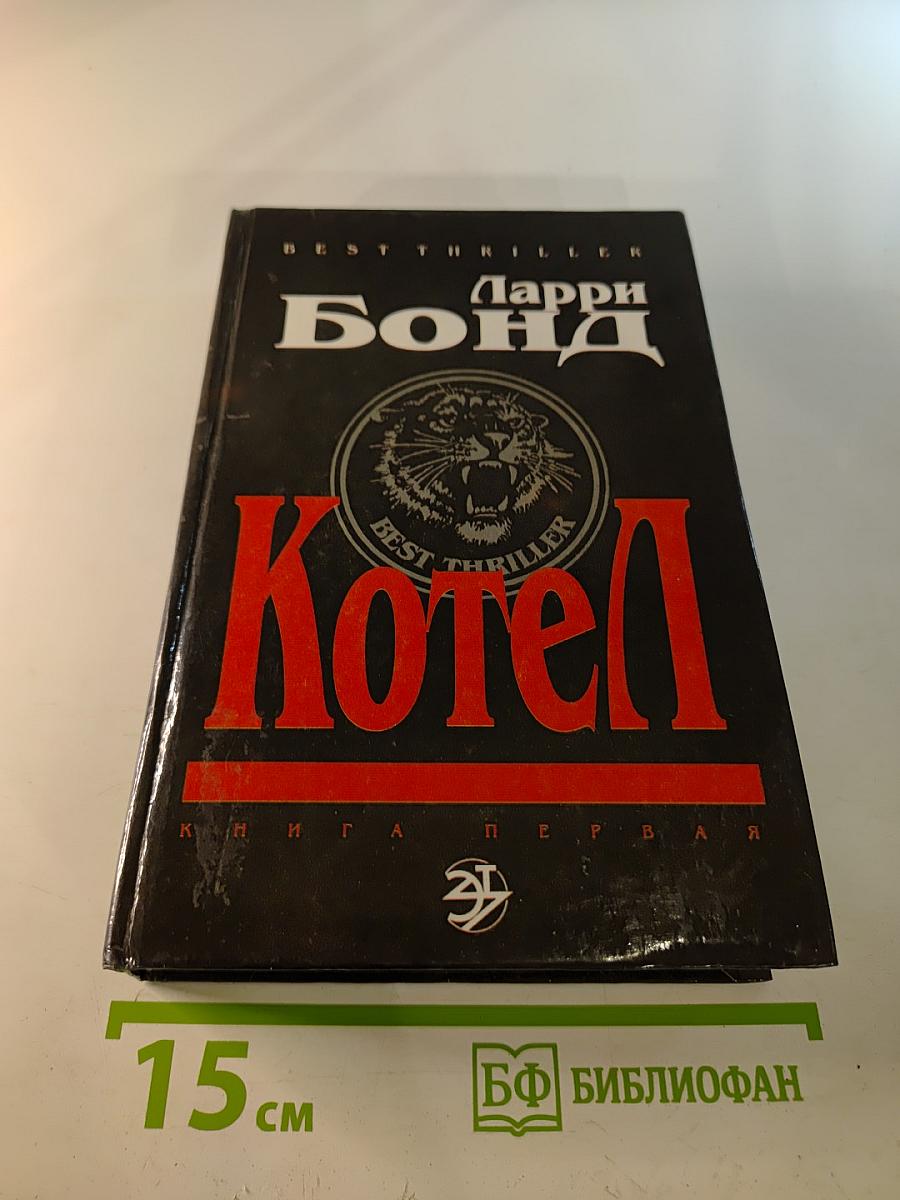 BEST THRILLER
Ларри
Бонд
BEST THRILLER
Котел
КНИГА ПЕРВАЯ
15 см
БФ БИБЛИОФАН